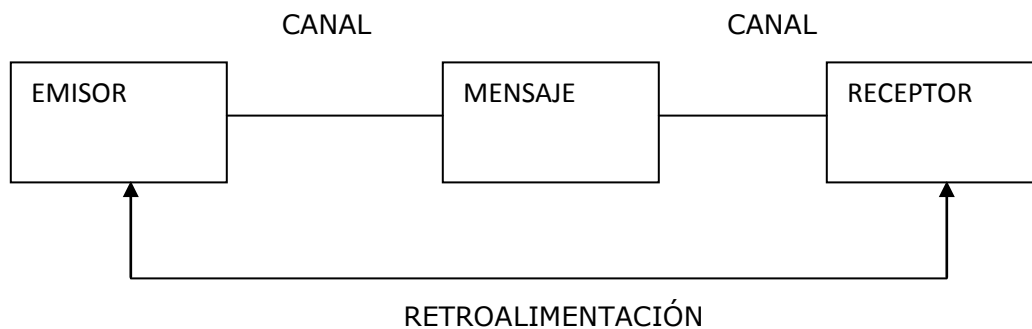 CANAL CANAL
EMISOR MENSAJE RECEPTOR
RETROALIMENTACIÓN